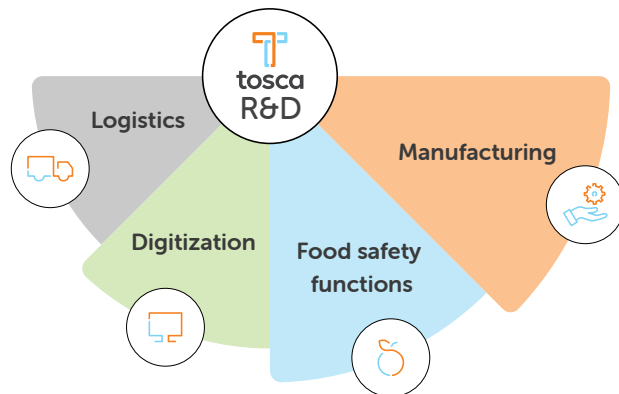 tosca
R&D
Logistics
Manufacturing
Digitization
Food safety
functions